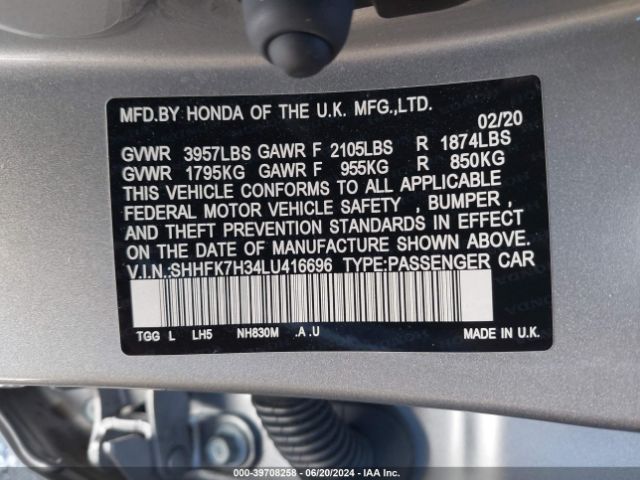 MFD.BY HONDA OF THE U.K. MFG.,LTD.
02/20
GVWR 3957LBS GAWR F 2105LBS R 1874LBS
GVWR 1795KG GAWR F 955KG R 850KG
THIS VEHICLE CONFORMS TO ALL APPLICABLE
FEDERAL MOTOR VEHICLE SAFETY , BUMPER ,
AND THEFT PREVENTION STANDARDS IN EFFECT
ON THE DATE OF MANUFACTURE SHOWN ABOVE.
V.I.N.:SHHFK7H34LU416696 TYPE:PASSENGER CAR
TGG L LH5 NH830M .A .U MADE IN U.K.
000-39708258 - 06/20/2024 - IAA Inc.